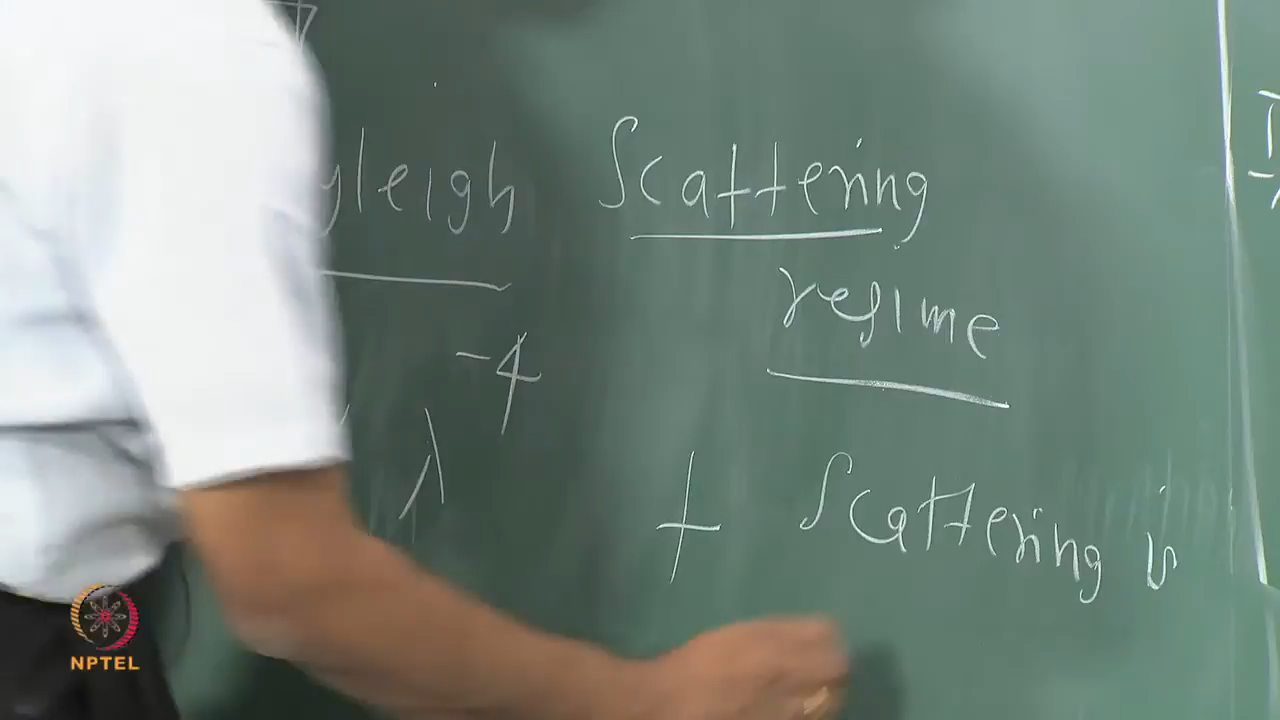 yleigh Scattering
regime
λ -4
+ Scattering is
NPTEL